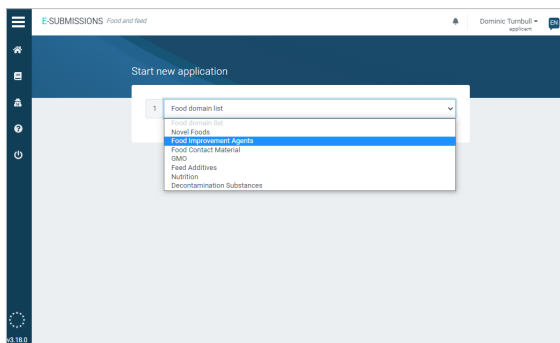 E-SUBMISSIONS Food and feed
Dominic Turnbull
EN
applicant
Start new application
1 Food domain list
Food domain list
Novel Foods
Food Improvement Agents
Food Contact Material
GMO
Feed Additives
Nutrition
Decontamination Substances
v3.18.0